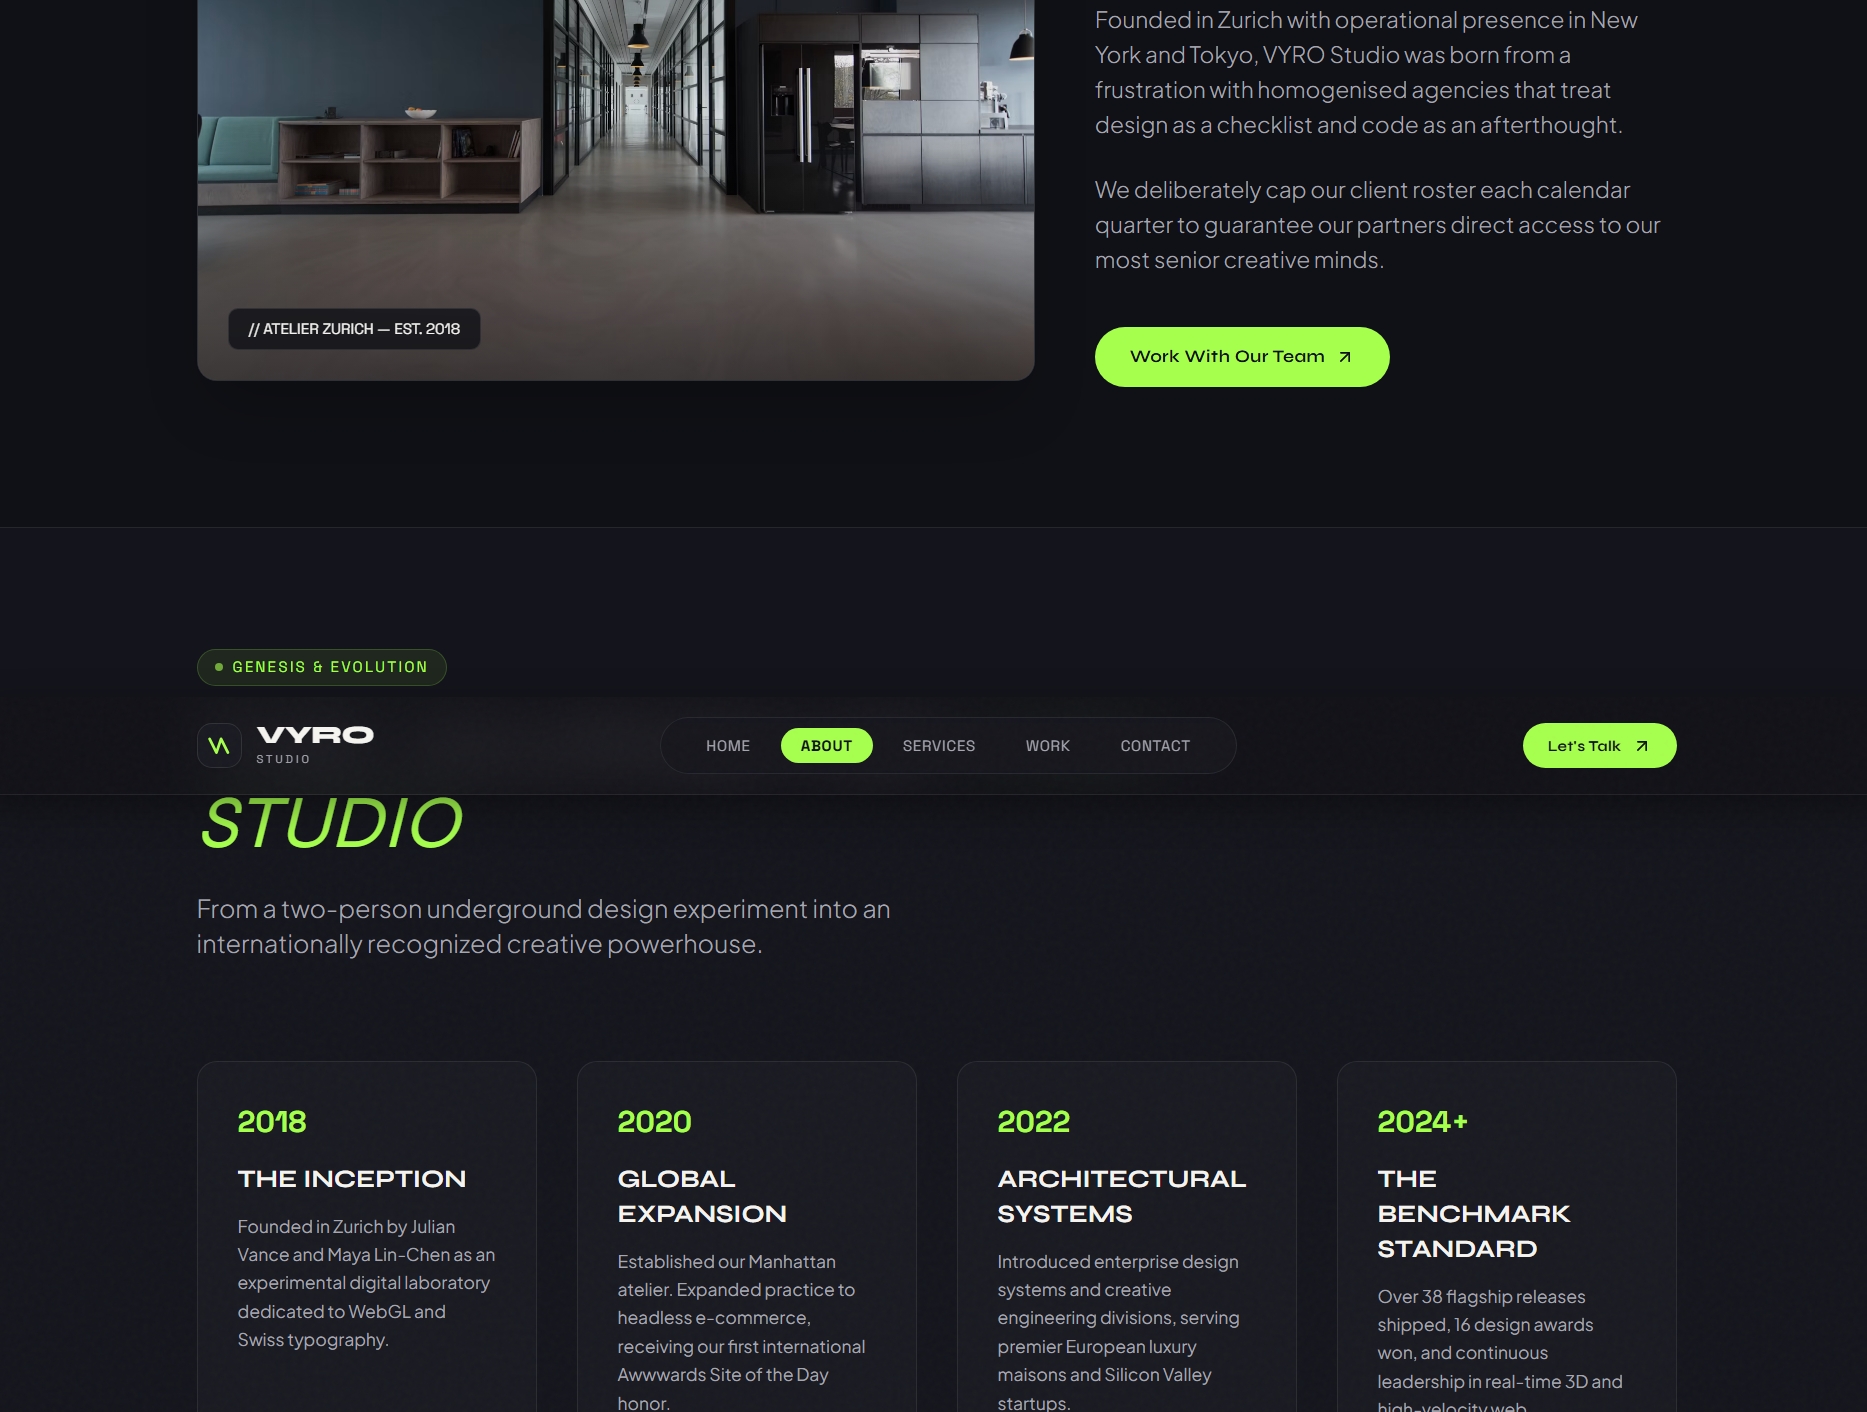 Founded in Zurich with operational presence in New
York and Tokyo, VYRO Studio was born from a
frustration with homogenised agencies that treat
design as a checklist and code as an afterthought.
We deliberately cap our client roster each calendar
quarter to guarantee our partners direct access to our
most senior creative minds.
// ATELIER ZURICH — EST. 2018
Work With Our Team
GENESIS & EVOLUTION
VYRO
STUDIO
HOME
ABOUT
SERVICES
WORK
CONTACT
Let's Talk
STUDIO
From a two-person underground design experiment into an
internationally recognized creative powerhouse.
2018
THE INCEPTION
Founded in Zurich by Julian
Vance and Maya Lin-Chen as an
experimental digital laboratory
dedicated to WebGL and
Swiss typography.
2020
GLOBAL
EXPANSION
Established our Manhattan
atelier. Expanded practice to
headless e-commerce,
receiving our first international
Awwwards Site of the Day
honor.
2022
ARCHITECTURAL
SYSTEMS
Introduced enterprise design
systems and creative
engineering divisions, serving
premier European luxury
maisons and Silicon Valley
startups.
2024+
THE
BENCHMARK
STANDARD
Over 38 flagship releases
shipped, 16 design awards
won, and continuous
leadership in real-time 3D and
high-velocity web